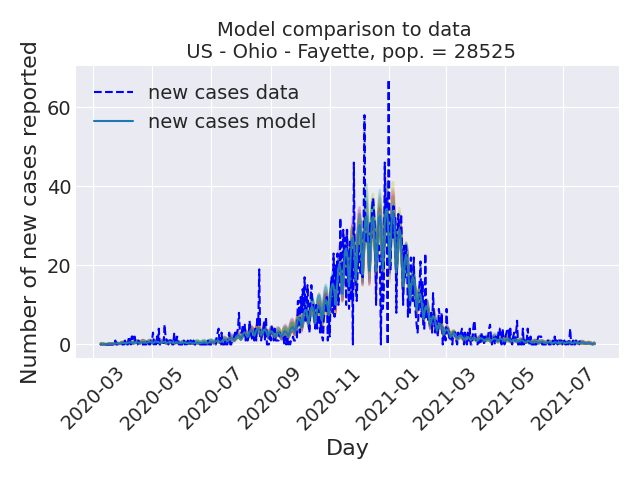 Model comparison to data
US - Ohio - Fayette, pop. = 28525
Number of new cases reported
60
40
20
0
new cases data
new cases model
2020-03
2020-05
2020-07
2020-09
2020-11
2021-01
2021-03
2021-05
2021-07
Day